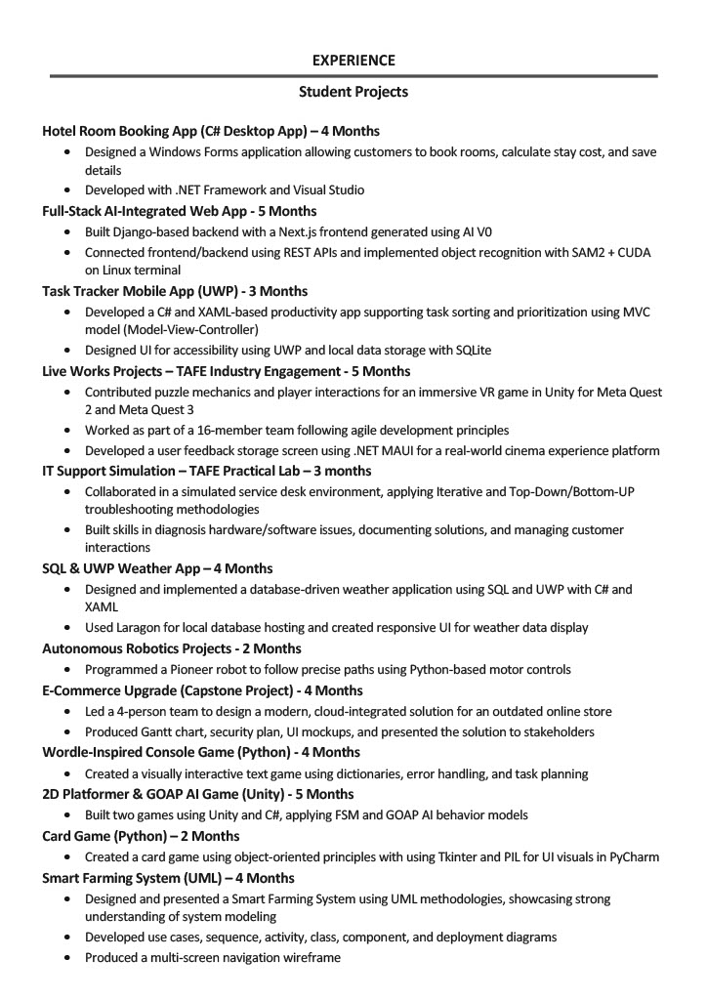 EXPERIENCE
Student Projects
Hotel Room Booking App (C# Desktop App) – 4 Months
• Designed a Windows Forms application allowing customers to book rooms, calculate stay cost, and save
details
• Developed with .NET Framework and Visual Studio
Full-Stack AI-Integrated Web App - 5 Months
• Built Django-based backend with a Next.js frontend generated using AI V0
• Connected frontend/backend using REST APIs and implemented object recognition with SAM2 + CUDA
on Linux terminal
Task Tracker Mobile App (UWP) - 3 Months
• Developed a C# and XAML-based productivity app supporting task sorting and prioritization using MVC
model (Model-View-Controller)
• Designed UI for accessibility using UWP and local data storage with SQLite
Live Works Projects – TAFE Industry Engagement - 5 Months
• Contributed puzzle mechanics and player interactions for an immersive VR game in Unity for Meta Quest
2 and Meta Quest 3
• Worked as part of a 16-member team following agile development principles
• Developed a user feedback storage screen using .NET MAUI for a real-world cinema experience platform
IT Support Simulation – TAFE Practical Lab – 3 months
• Collaborated in a simulated service desk environment, applying Iterative and Top-Down/Bottom-UP
troubleshooting methodologies
• Built skills in diagnosis hardware/software issues, documenting solutions, and managing customer
interactions
SQL & UWP Weather App – 4 Months
• Designed and implemented a database-driven weather application using SQL and UWP with C# and
XAML
• Used Laragon for local database hosting and created responsive UI for weather data display
Autonomous Robotics Projects - 2 Months
• Programmed a Pioneer robot to follow precise paths using Python-based motor controls
E-Commerce Upgrade (Capstone Project) - 4 Months
• Led a 4-person team to design a modern, cloud-integrated solution for an outdated online store
• Produced Gantt chart, security plan, UI mockups, and presented the solution to stakeholders
Wordle-Inspired Console Game (Python) - 4 Months
• Created a visually interactive text game using dictionaries, error handling, and task planning
2D Platformer & GOAP AI Game (Unity) - 5 Months
• Built two games using Unity and C#, applying FSM and GOAP AI behavior models
Card Game (Python) – 2 Months
• Created a card game using object-oriented principles with using Tkinter and PIL for UI visuals in PyCharm
Smart Farming System (UML) – 4 Months
• Designed and presented a Smart Farming System using UML methodologies, showcasing strong
understanding of system modeling
• Developed use cases, sequence, activity, class, component, and deployment diagrams
• Produced a multi-screen navigation wireframe